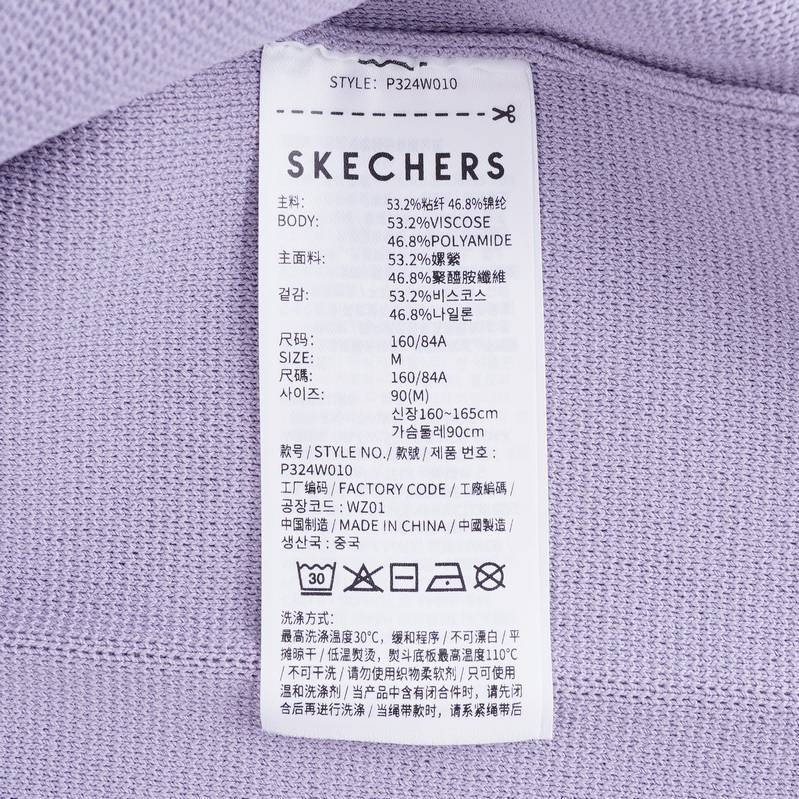 STYLE: P324W010
SKECHERS
主料: 53.2%粘纤 46.8%锦纶
BODY: 53.2%VISCOSE
46.8%POLYAMIDE
主面料: 53.2%嫘縈
46.8%聚醯胺纖維
겉감: 53.2%비스코스
46.8%나일론
尺码: 160/84A
SIZE: M
尺碼: 160/84A
사이즈: 90(M)
신장160~165cm
가슴둘레90cm
款号 / STYLE NO./ 款號 / 제품 번호 :
P324W010
工厂编码 / FACTORY CODE / 工廠編碼 /
공장코드 : WZ01
中国制造 / MADE IN CHINA / 中國製造 /
생산국 : 중국
30
洗涤方式:
最高洗涤温度30°C，缓和程序 / 不可漂白 / 平
摊晾干 / 低温熨烫，熨斗底板最高温度110°C
/ 不可干洗 / 请勿使用织物柔软剂 / 只可使用
温和洗涤剂 / 当产品中含有闭合件时，请先闭
合后再进行洗涤 / 当绳带款时，请系紧绳带后